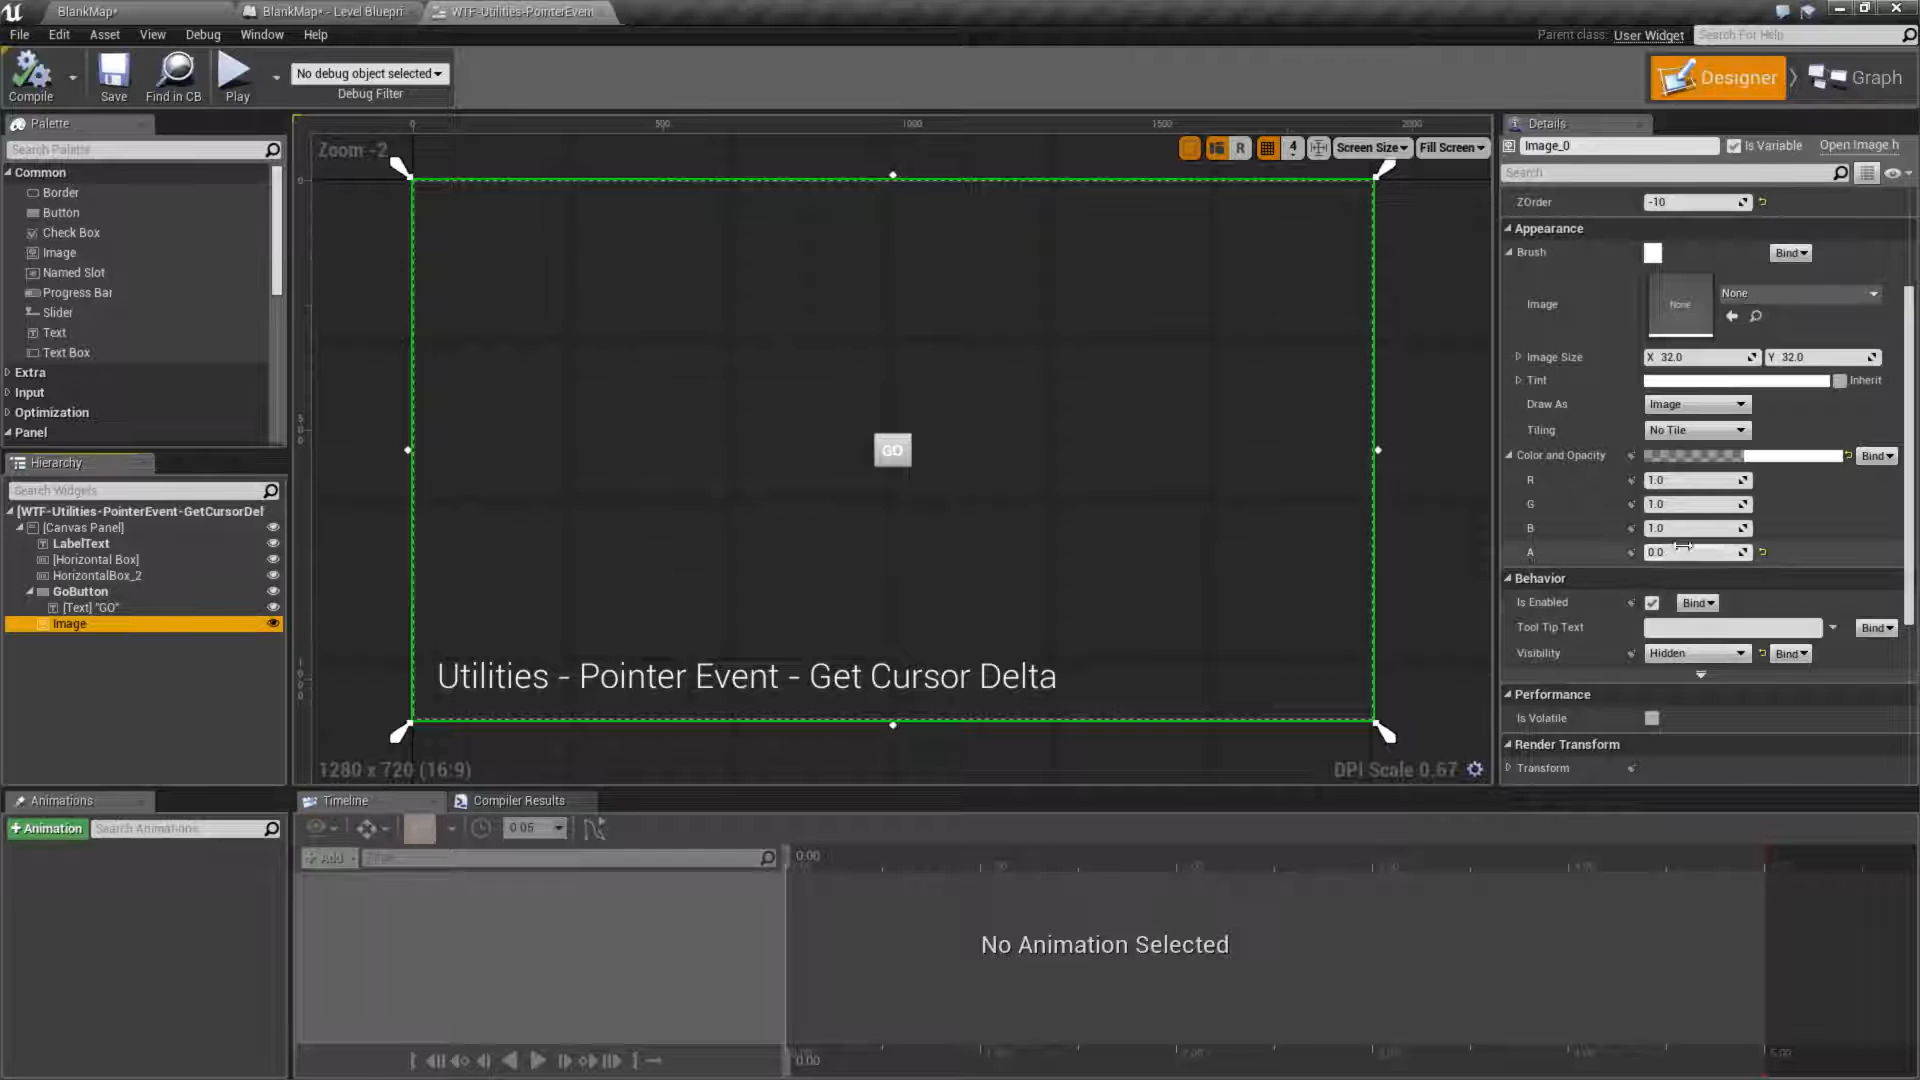 BlankMap*
BlankMap* - Level Bluepri
WTF-Utilities-PointerEvent
File
Edit
Asset
View
Debug
Window
Help
Parent class: User Widget
Search For Help
Compile
Save
Find in CB
Play
No debug object selected
Debug Filter
Designer
Graph
Palette
Search Palette
Common
Border
Button
Check Box
Image
Named Slot
Progress Bar
Slider
Text
Text Box
Extra
Input
Optimization
Panel
Hierarchy
Search Widgets
[WTF-Utilities-PointerEvent-GetCursorDel
[Canvas Panel]
LabelText
[Horizontal Box]
HorizontalBox_2
GoButton
[Text] "GO"
Image
0
500
1000
1500
2000
Zoom -2
R
4
Screen Size
Fill Screen
GO
Utilities - Pointer Event - Get Cursor Delta
1280 x 720 (16:9)
DPI Scale 0.67
Details
Image_0
Is Variable
Open Image.h
Search
ZOrder
-10
Appearance
Brush
Bind
Image
None
None
Image Size
X 32.0
Y 32.0
Tint
Inherit
Draw As
Image
Tiling
No Tile
Color and Opacity
Bind
R
1.0
G
1.0
B
1.0
A
0.0
Behavior
Is Enabled
Bind
Tool Tip Text
Bind
Visibility
Hidden
Bind
Performance
Is Volatile
Render Transform
Transform
Animations
+ Animation
Search Animations
Timeline
Compiler Results
0.05
+ Add
0:00
No Animation Selected
0:00
5:00